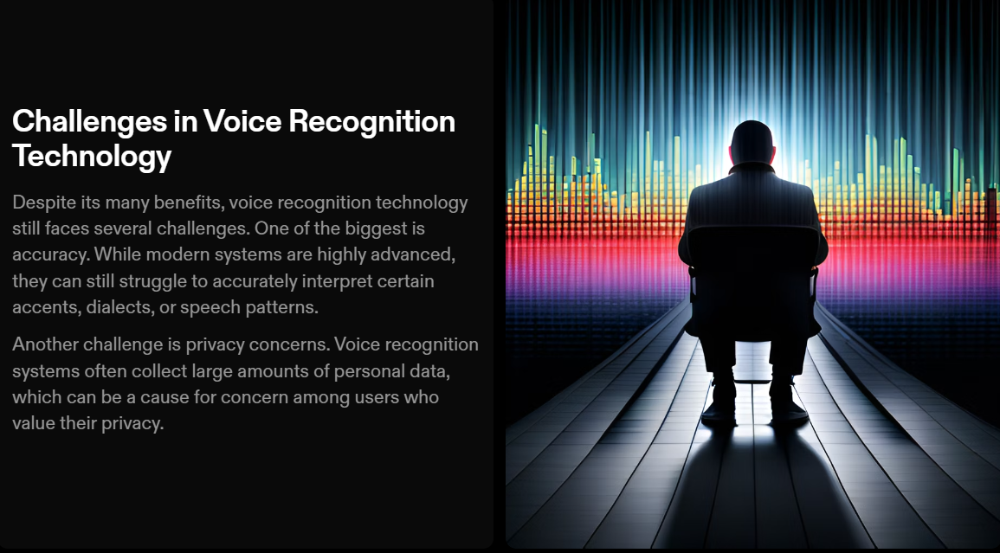 Challenges in Voice Recognition
Technology
Despite its many benefits, voice recognition technology
still faces several challenges. One of the biggest is
accuracy. While modern systems are highly advanced,
they can still struggle to accurately interpret certain
accents, dialects, or speech patterns.
Another challenge is privacy concerns. Voice recognition
systems often collect large amounts of personal data,
which can be a cause for concern among users who
value their privacy.